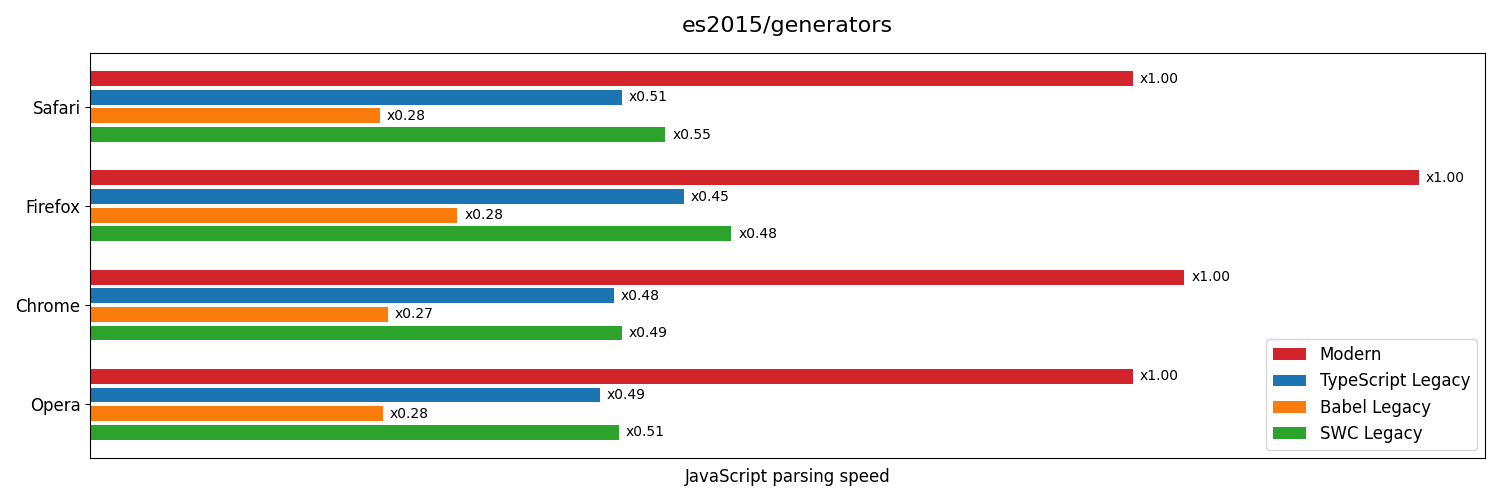 es2015/generators
Safari
x1.00
x0.51
x0.28
x0.55
Firefox
x1.00
x0.45
x0.28
x0.48
Chrome
x1.00
x0.48
x0.27
x0.49
Opera
x1.00
x0.49
x0.28
x0.51
Modern
TypeScript Legacy
Babel Legacy
SWC Legacy
JavaScript parsing speed